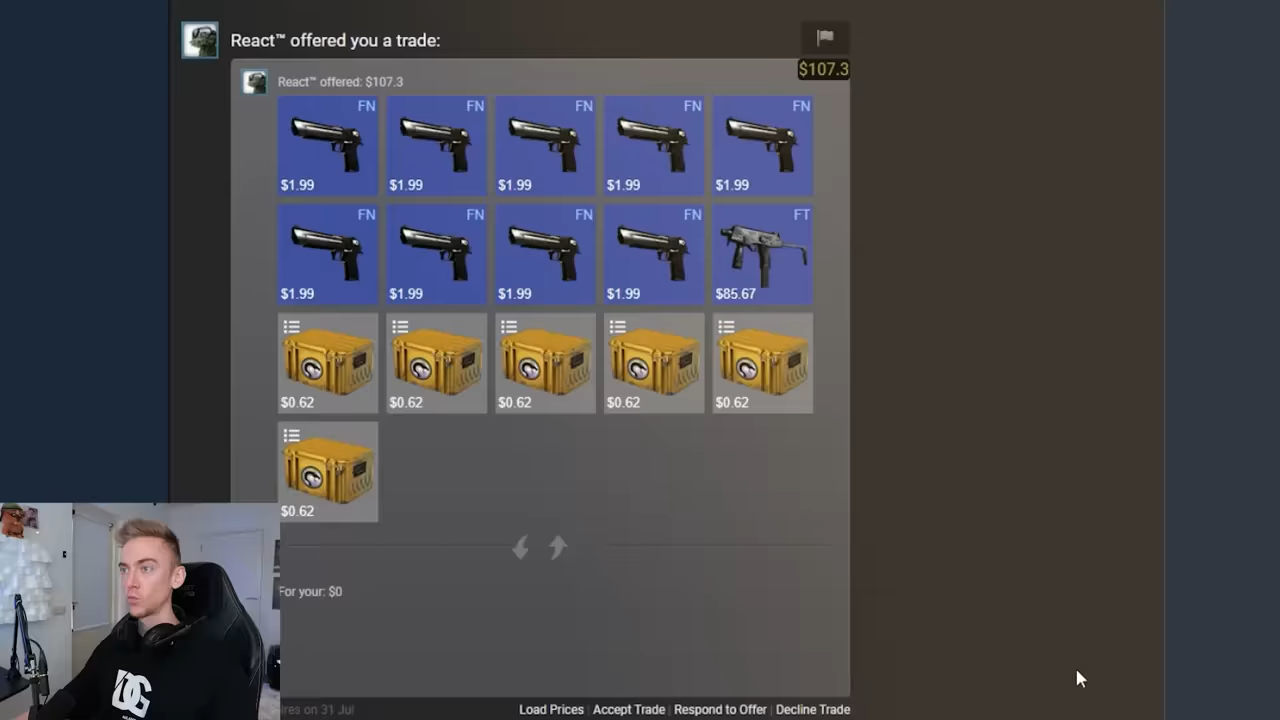 React™ offered you a trade:
$107.3
React™ offered: $107.3
FN FN FN FN FN
$1.99 $1.99 $1.99 $1.99 $1.99
FN FN FN FN FT
$1.99 $1.99 $1.99 $1.99 $85.67
$0.62 $0.62 $0.62 $0.62 $0.62
$0.62
For your: $0
on 31 Jul
Load Prices | Accept Trade | Respond to Offer | Decline Trade
DG